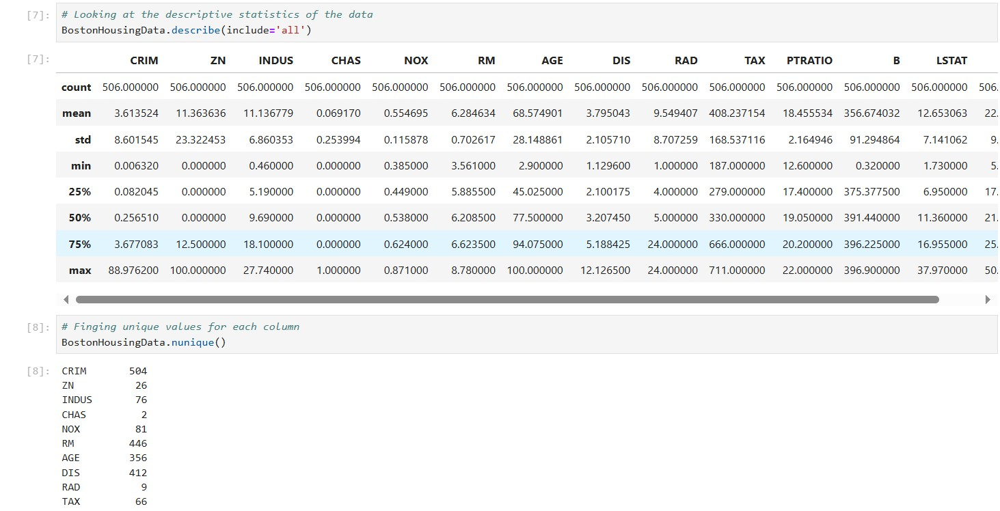 [7]: # Looking at the descriptive statistics of the data
BostonHousingData.describe(include='all')
[7]: CRIM ZN INDUS CHAS NOX RM AGE DIS RAD TAX PTRATIO B LSTAT
count 506.000000 506.000000 506.000000 506.000000 506.000000 506.000000 506.000000 506.000000 506.000000 506.000000 506.000000 506.000000 506.000000 506.
mean 3.613524 11.363636 11.136779 0.069170 0.554695 6.284634 68.574901 3.795043 9.549407 408.237154 18.455534 356.674032 12.653063 22.
std 8.601545 23.322453 6.860353 0.253994 0.115878 0.702617 28.148861 2.105710 8.707259 168.537116 2.164946 91.294864 7.141062 9.
min 0.006320 0.000000 0.460000 0.000000 0.385000 3.561000 2.900000 1.129600 1.000000 187.000000 12.600000 0.320000 1.730000 5.
25% 0.082045 0.000000 5.190000 0.000000 0.449000 5.885500 45.025000 2.100175 4.000000 279.000000 17.400000 375.377500 6.950000 17.
50% 0.256510 0.000000 9.690000 0.000000 0.538000 6.208500 77.500000 3.207450 5.000000 330.000000 19.050000 391.440000 11.360000 21.
75% 3.677083 12.500000 18.100000 0.000000 0.624000 6.623500 94.075000 5.188425 24.000000 666.000000 20.200000 396.225000 16.955000 25.
max 88.976200 100.000000 27.740000 1.000000 0.871000 8.780000 100.000000 12.126500 24.000000 711.000000 22.000000 396.900000 37.970000 50.
[8]: # Finging unique values for each column
BostonHousingData.nunique()
[8]: CRIM 504
ZN 26
INDUS 76
CHAS 2
NOX 81
RM 446
AGE 356
DIS 412
RAD 9
TAX 66